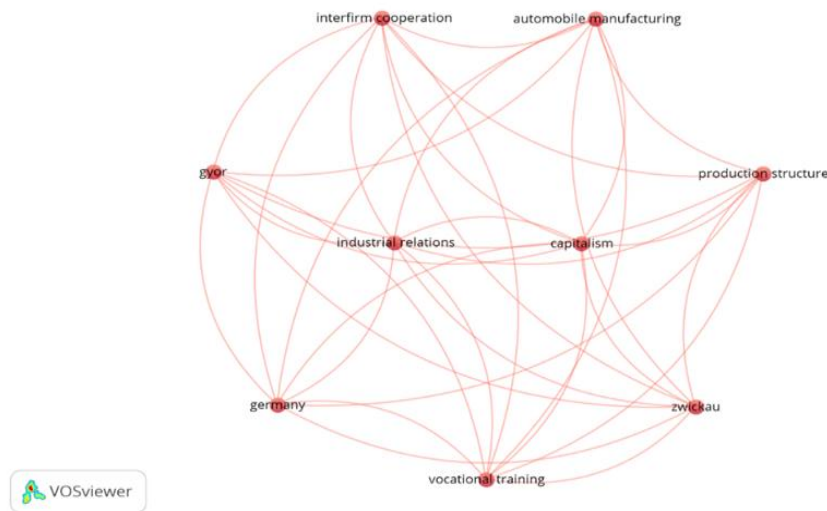 interfirm cooperation
automobile manufacturing
gyor
production structure
industrial relations
capitalism
germany
zwickau
vocational training
VOSviewer